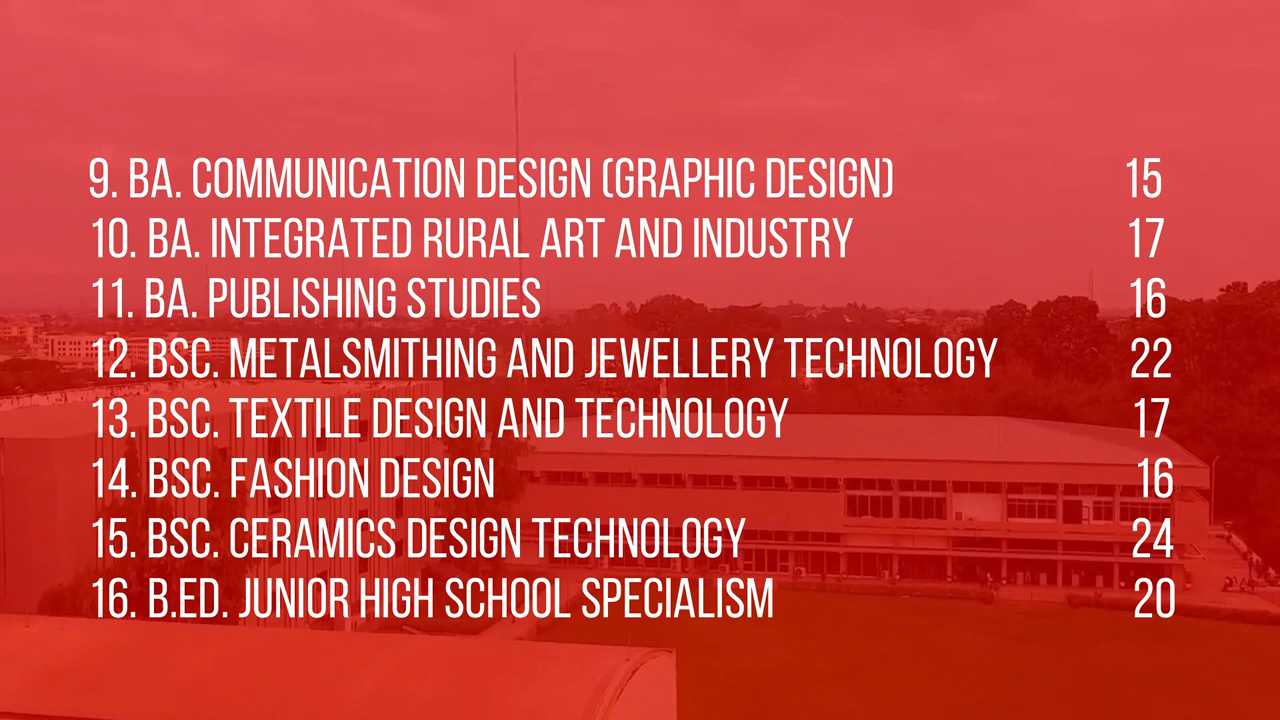 9. BA. COMMUNICATION DESIGN (GRAPHIC DESIGN) 15
10. BA. INTEGRATED RURAL ART AND INDUSTRY 17
11. BA. PUBLISHING STUDIES 16
12. BSC. METALSMITHING AND JEWELLERY TECHNOLOGY 22
13. BSC. TEXTILE DESIGN AND TECHNOLOGY 17
14. BSC. FASHION DESIGN 16
15. BSC. CERAMICS DESIGN TECHNOLOGY 24
16. B.ED. JUNIOR HIGH SCHOOL SPECIALISM 20